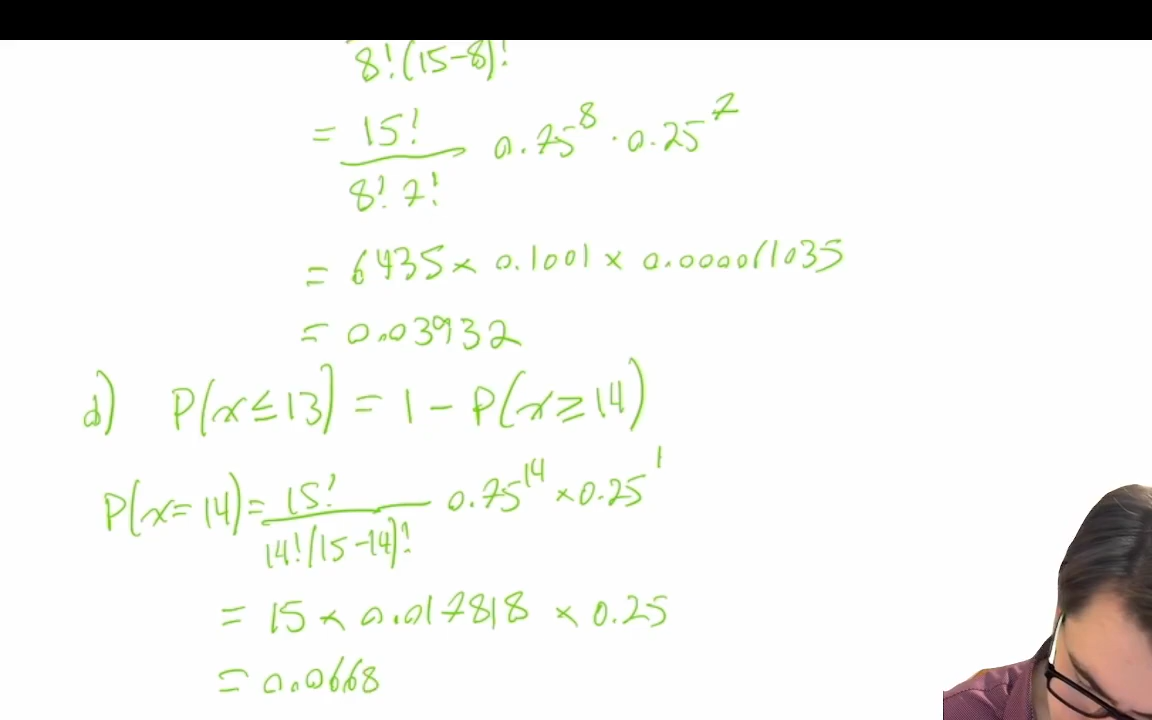 8!(15-8)!
= 15! / 8! 7! 0.75^8 · 0.25^7
= 6435 × 0.1001 × 0.000061035
= 0.03932
d) P(x ≤ 13) = 1 - P(x ≥ 14)
P(x = 14) = 15! / 14!(15-14)! 0.75^14 × 0.25^1
= 15 × 0.017818 × 0.25
= 0.0668